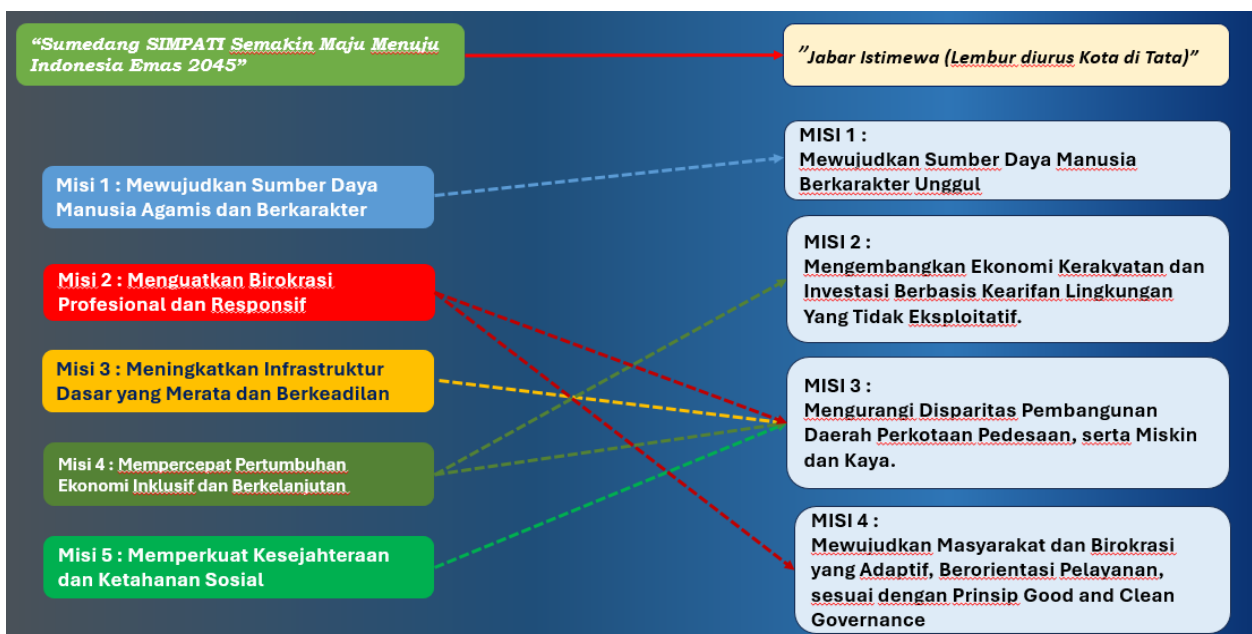 “Sumedang SIMPATI Semakin Maju Menuju
Indonesia Emas 2045”
”Jabar Istimewa (Lembur diurus Kota di Tata)”
Misi 1 : Mewujudkan Sumber Daya
Manusia Agamis dan Berkarakter
Misi 2 : Menguatkan Birokrasi
Profesional dan Responsif
Misi 3 : Meningkatkan Infrastruktur
Dasar yang Merata dan Berkeadilan
Misi 4 : Mempercepat Pertumbuhan
Ekonomi Inklusif dan Berkelanjutan
Misi 5 : Memperkuat Kesejahteraan
dan Ketahanan Sosial
MISI 1 :
Mewujudkan Sumber Daya Manusia
Berkarakter Unggul
MISI 2 :
Mengembangkan Ekonomi Kerakyatan dan
Investasi Berbasis Kearifan Lingkungan
Yang Tidak Eksploitatif.
MISI 3 :
Mengurangi Disparitas Pembangunan
Daerah Perkotaan Pedesaan, serta Miskin
dan Kaya.
MISI 4 :
Mewujudkan Masyarakat dan Birokrasi
yang Adaptif, Berorientasi Pelayanan,
sesuai dengan Prinsip Good and Clean
Governance